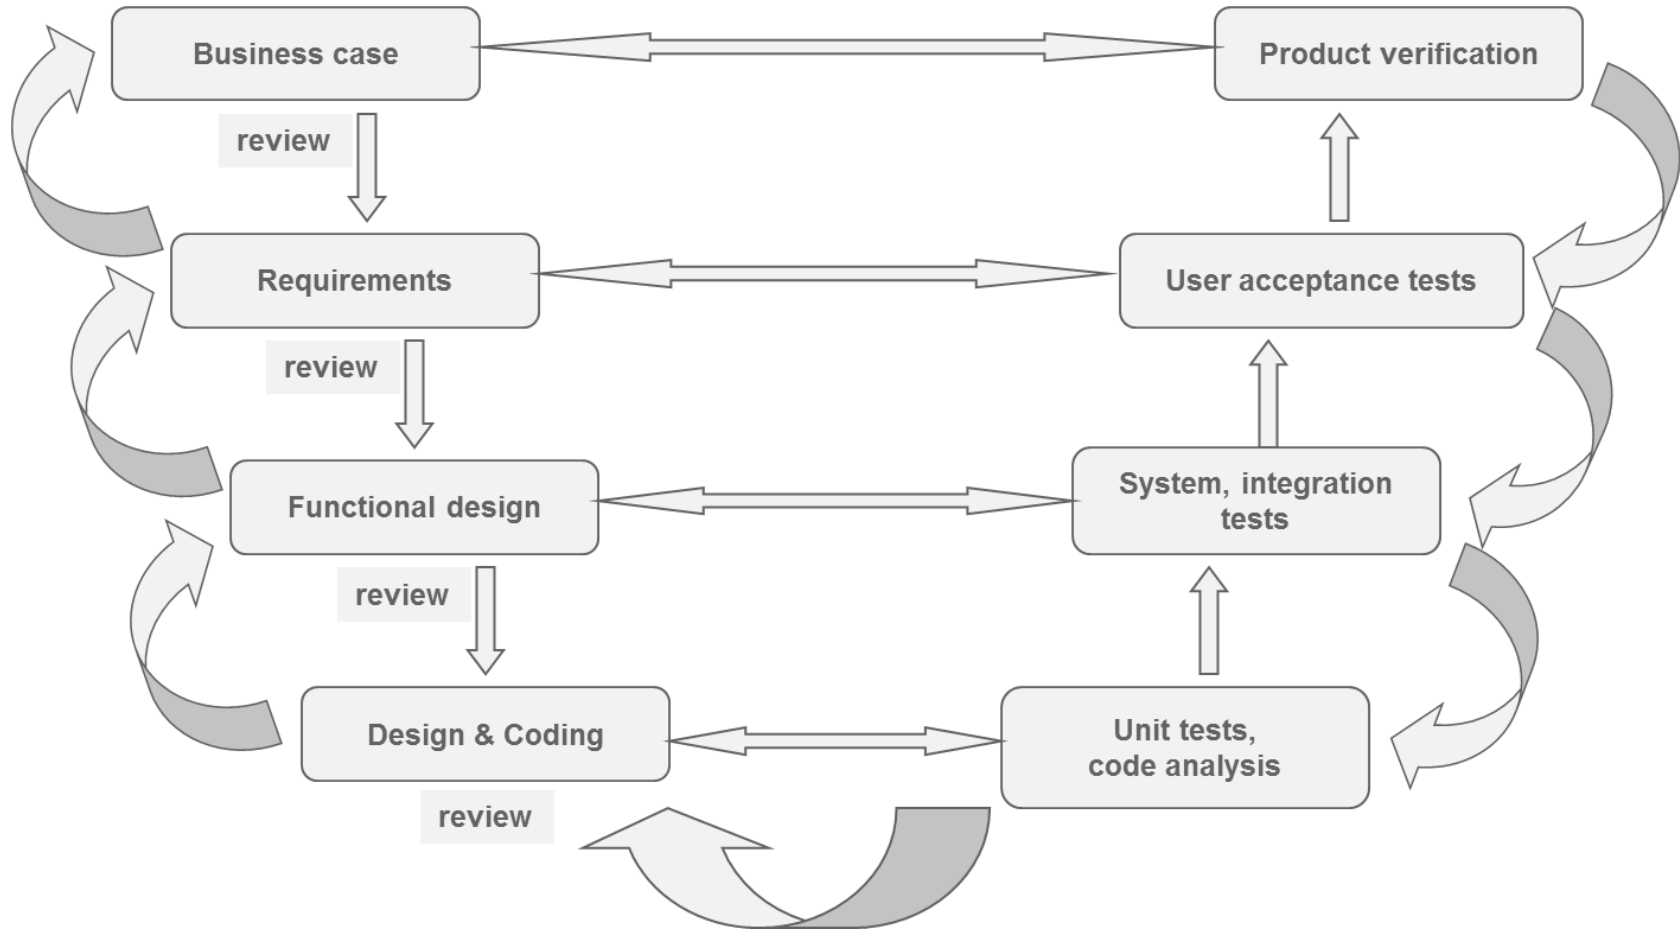 Business case
Product verification
review
Requirements
User acceptance tests
review
Functional design
System, integration
tests
review
Design & Coding
Unit tests,
code analysis
review